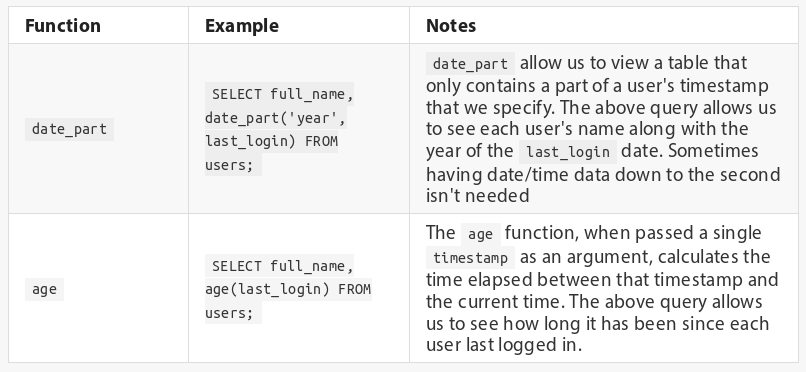 Function Example Notes
date_part
SELECT full_name,
date_part('year',
last_login) FROM
users;
date_part allow us to view a table that
only contains a part of a user's timestamp
that we specify. The above query allows us
to see each user's name along with the
year of the last_login date. Sometimes
having date/time data down to the second
isn't needed
age
SELECT full_name,
age(last_login) FROM
users;
The age function, when passed a single
timestamp as an argument, calculates the
time elapsed between that timestamp and
the current time. The above query allows
us to see how long it has been since each
user last logged in.